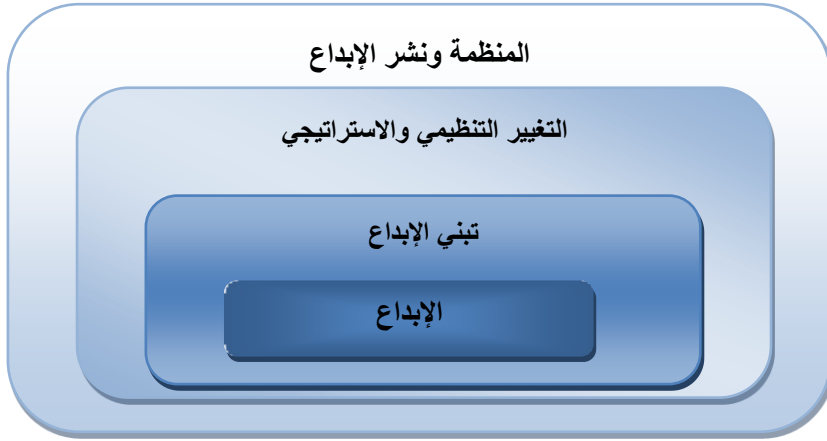 المنظمة ونشر الإبداع
التغيير التنظيمي والاستراتيجي
تبني الإبداع
الإبداع